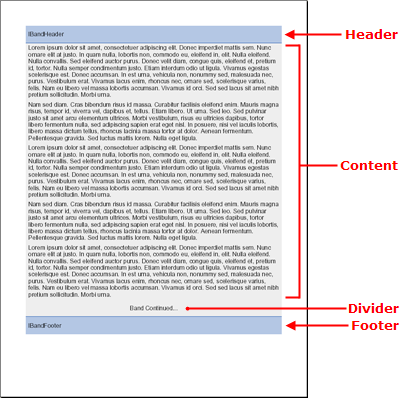 IBandHeader
Header
Lorem ipsum dolor sit amet, consectetuer adipiscing elit. Donec imperdiet mattis sem. Nunc
ornare elit at justo. In quam nulla, lobortis non, commodo eu, eleifend in, elit. Nulla eleifend.
Nulla convallis. Sed eleifend auctor purus. Donec velit diam, congue quis, eleifend et, pretium
id, tortor. Nulla semper condimentum justo. Etiam interdum odio ut ligula. Vivamus egestas
scelerisque est. Donec accumsan. In est urna, vehicula non, nonummy sed, malesuada nec,
purus. Vestibulum erat. Vivamus lacus enim, rhoncus nec, ornare sed, scelerisque varius,
felis. Nam eu libero vel massa lobortis accumsan. Vivamus id orci. Sed sed lacus sit amet nibh
pretium sollicitudin. Morbi urna.
Nam sed diam. Cras bibendum risus id massa. Curabitur facilisis eleifend enim. Mauris magna
risus, tempor id, viverra vel, dapibus et, tellus. Etiam libero. Ut magna sem. Ut eu leo. Sed pulvinar
justo sit amet arcu elementum ultrices. Morbi vestibulum, risus eu ultricies dapibus, tortor
libero fermentum nulla, sed adipiscing sapien erat eget nisl. In posuere, nisi vel iaculis lobortis,
libero massa dictum tellus, rhoncus lacinia massa tortor at dolor. Aenean fermentum.
Pellentesque gravida. Sed luctus mattis lorem. Nulla eget ligula.
Lorem ipsum dolor sit amet, consectetuer adipiscing elit. Donec imperdiet mattis sem. Nunc
ornare elit at justo. In quam nulla, lobortis non, commodo eu, eleifend in, elit. Nulla eleifend.
Nulla convallis. Sed eleifend auctor purus. Donec velit diam, congue quis, eleifend et, pretium
id, tortor. Nulla semper condimentum justo. Etiam interdum odio ut ligula. Vivamus egestas
scelerisque est. Donec accumsan. In est urna, vehicula non, nonummy sed, malesuada nec,
purus. Vestibulum erat. Vivamus lacus enim, rhoncus nec, ornare sed, scelerisque varius,
felis. Nam eu libero vel massa lobortis accumsan. Vivamus id orci. Sed sed lacus sit amet nibh
pretium sollicitudin. Morbi urna.
Nam sed diam. Cras bibendum risus id massa. Curabitur facilisis eleifend enim. Mauris magna
risus, tempor id, viverra vel, dapibus et, tellus. Etiam libero. Ut magna sem. Ut eu leo. Sed pulvinar
justo sit amet arcu elementum ultrices. Morbi vestibulum, risus eu ultricies dapibus, tortor
libero fermentum nulla, sed adipiscing sapien erat eget nisl. In posuere, nisi vel iaculis lobortis,
libero massa dictum tellus, rhoncus lacinia massa tortor at dolor. Aenean fermentum.
Pellentesque gravida. Sed luctus mattis lorem. Nulla eget ligula.
Lorem ipsum dolor sit amet, consectetuer adipiscing elit. Donec imperdiet mattis sem. Nunc
ornare elit at justo. In quam nulla, lobortis non, commodo eu, eleifend in, elit. Nulla eleifend.
Nulla convallis. Sed eleifend auctor purus. Donec velit diam, congue quis, eleifend et, pretium
id, tortor. Nulla semper condimentum justo. Etiam interdum odio ut ligula. Vivamus egestas
scelerisque est. Donec accumsan. In est urna, vehicula non, nonummy sed, malesuada nec,
purus. Vestibulum erat. Vivamus lacus enim, rhoncus nec, ornare sed, scelerisque varius,
felis. Nam eu libero vel massa lobortis accumsan. Vivamus id orci. Sed sed lacus sit amet nibh
pretium sollicitudin. Morbi urna.
Content
Band Continued...
Divider
IBandFooter
Footer